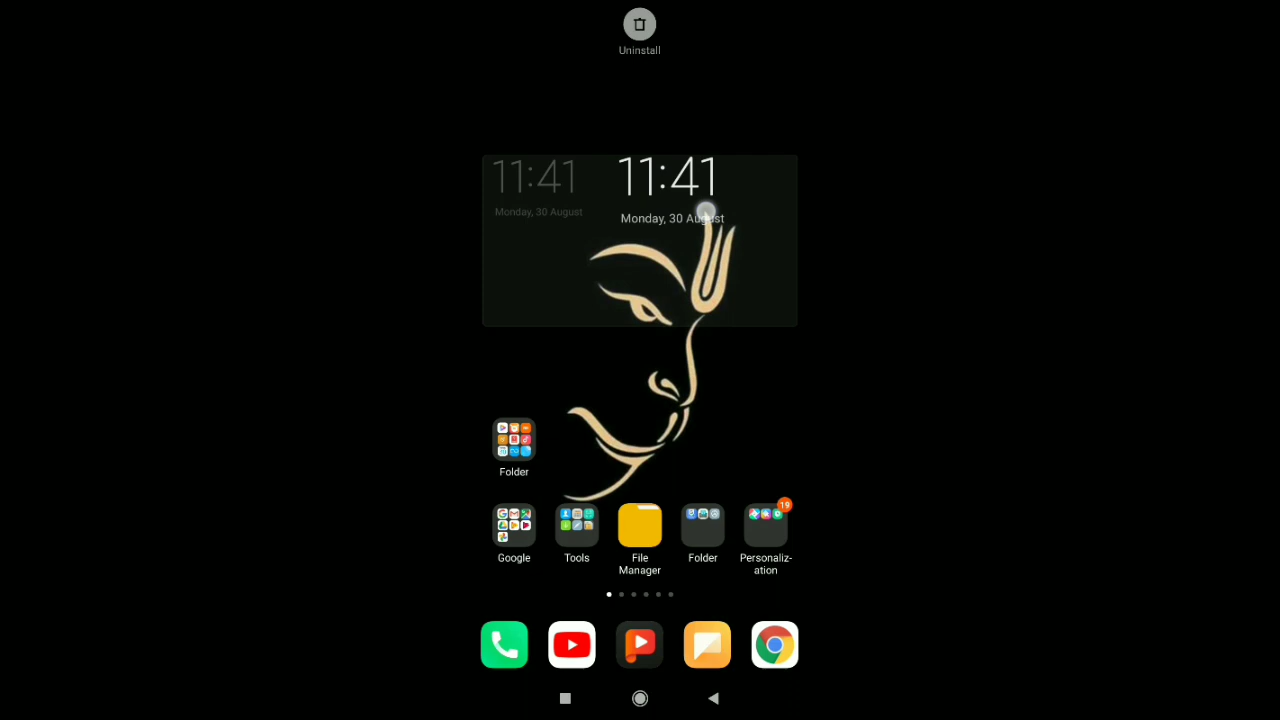 Uninstall
11:41
11:41
Monday, 30 August
Monday, 30 August
Folder
19
Google
Tools
File
Manager
Folder
Personaliz-
ation